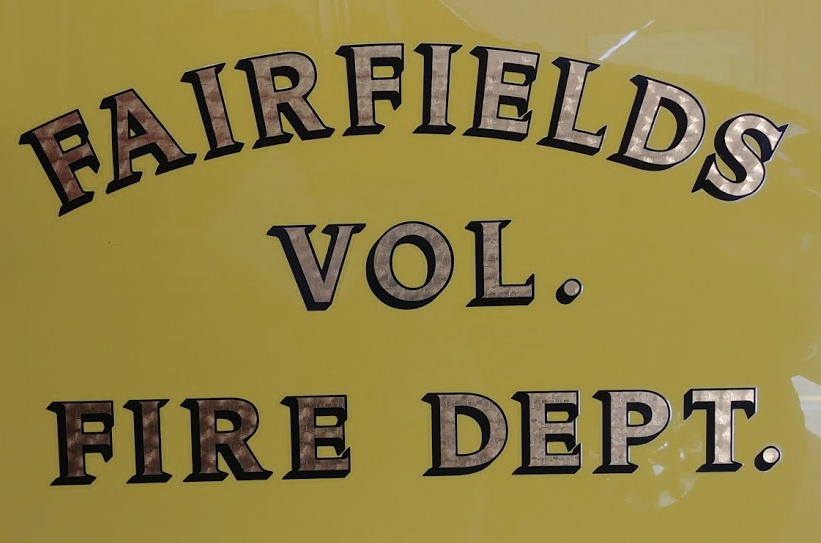 FAIRFIELDS
VOL.
FIRE DEPT.